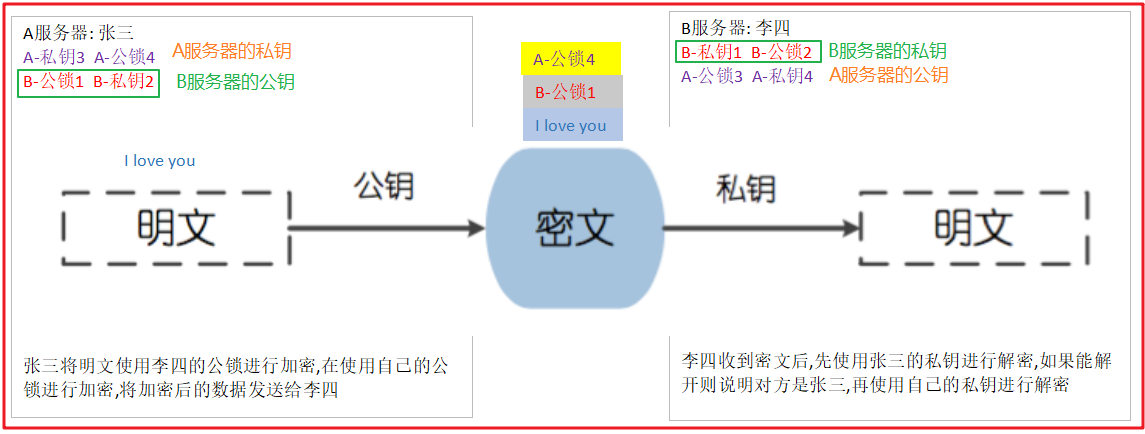 A服务器: 张三
A-私钥3 A-公锁4 A服务器的私钥
B-公锁1 B-私钥2 B服务器的公钥
I love you
明文
公钥
A-公锁4
B-公锁1
I love you
密文
私钥
B服务器: 李四
B-私钥1 B-公锁2 B服务器的私钥
A-公锁3 A-私钥4 A服务器的公钥
明文
张三将明文使用李四的公锁进行加密,在使用自己的公
锁进行加密,将加密后的数据发送给李四
李四收到密文后,先使用张三的私钥进行解密,如果能解
开则说明对方是张三,再使用自己的私钥进行解密